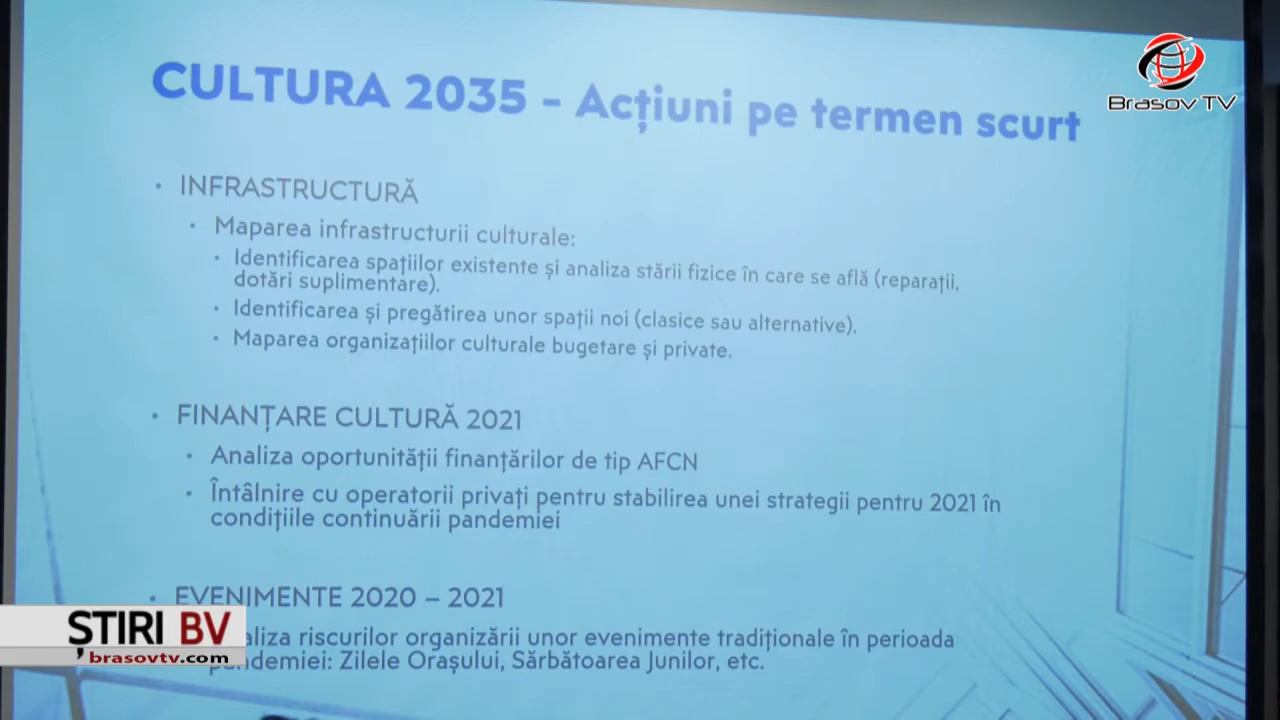 CULTURA 2035 - Acțiuni pe termen scurt
Brasov TV
• INFRASTRUCTURĂ
• Maparea infrastructurii culturale:
• Identificarea spațiilor existente și analiza stării fizice în care se află (reparații,
dotări suplimentare).
• Identificarea și pregătirea unor spații noi (clasice sau alternative).
• Maparea organizațiilor culturale bugetare și private.
• FINANȚARE CULTURĂ 2021
• Analiza oportunității finanțărilor de tip AFCN
• Întâlnire cu operatorii privați pentru stabilirea unei strategii pentru 2021 în
condițiile continuării pandemiei
• EVENIMENTE 2020 – 2021
riscurilor organizării unor evenimente tradiționale în perioada
pandemiei: Zilele Orașului, Sărbătoarea Junilor, etc.
ȘTIRI BV
brasovtv.com